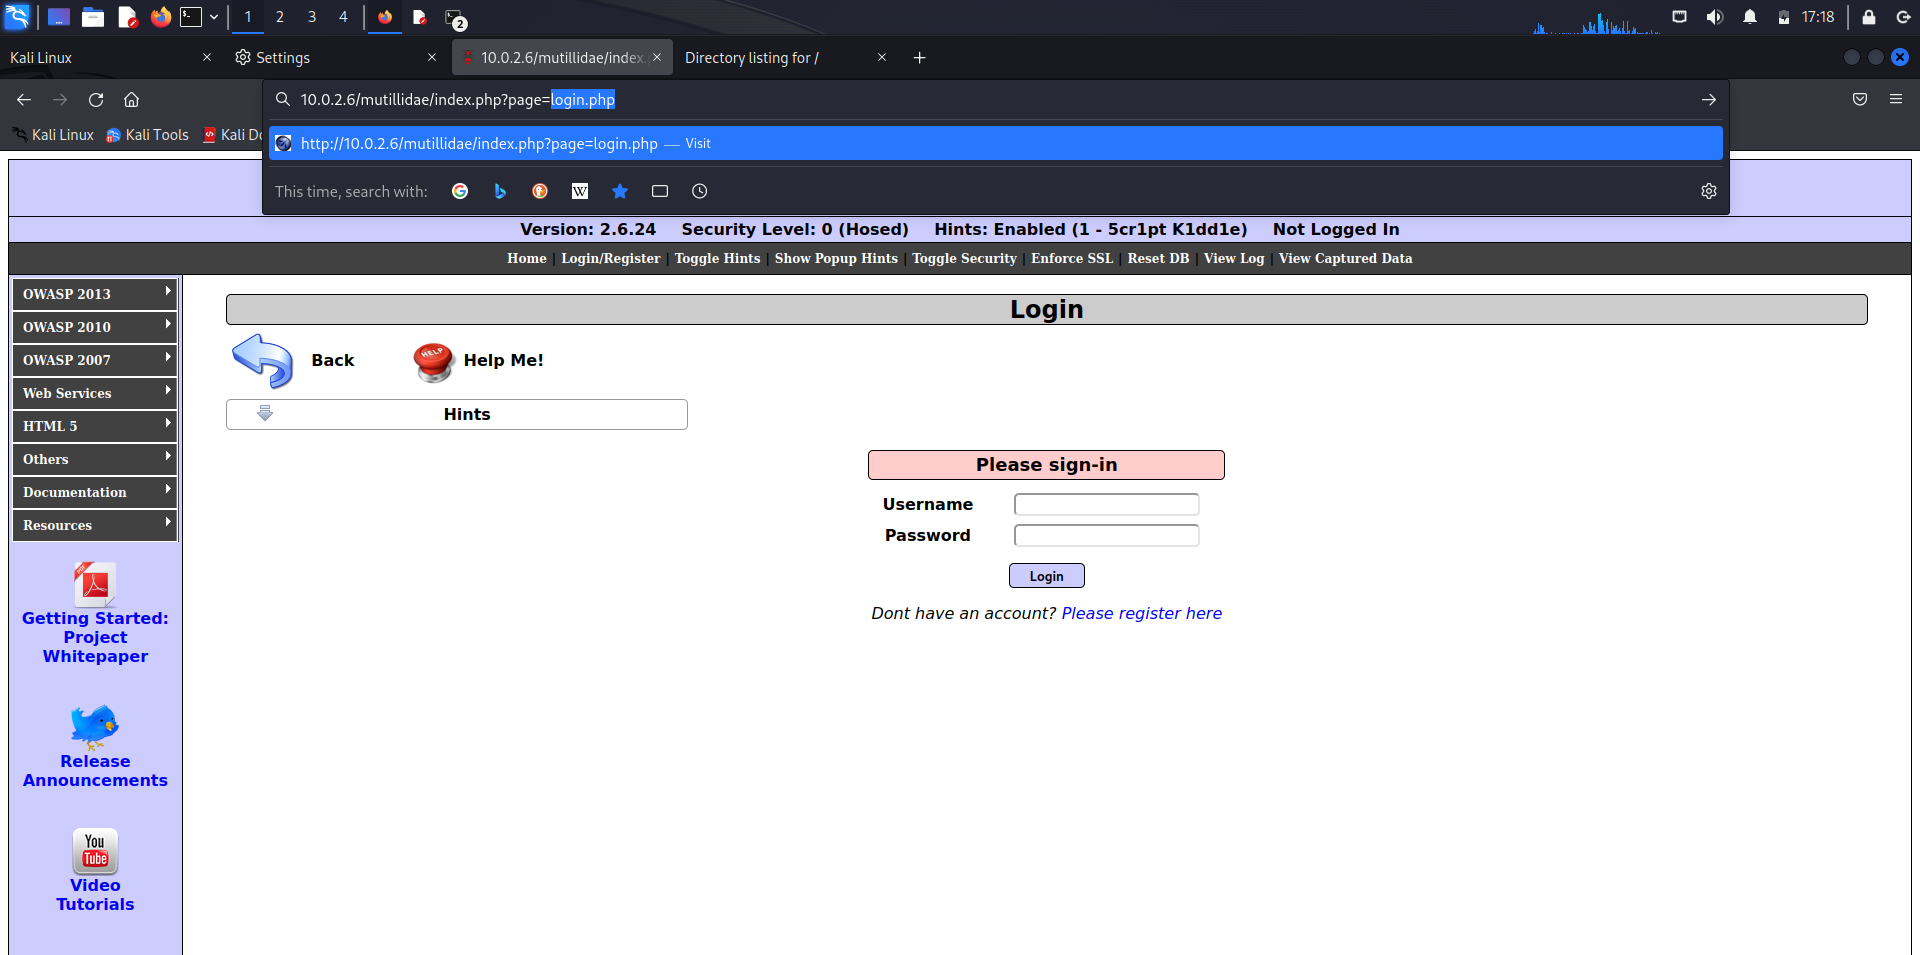 1 2 3 4 2 17:18
Kali Linux Settings 10.0.2.6/mutillidae/index. Directory listing for /
10.0.2.6/mutillidae/index.php?page=login.php
Kali Linux Kali Tools Kali Do
http://10.0.2.6/mutillidae/index.php?page=login.php — Visit
This time, search with: G W
Version: 2.6.24 Security Level: 0 (Hosed) Hints: Enabled (1 - 5cr1pt K1dd1e) Not Logged In
Home | Login/Register | Toggle Hints | Show Popup Hints | Toggle Security | Enforce SSL | Reset DB | View Log | View Captured Data
OWASP 2013
OWASP 2010
OWASP 2007
Web Services
HTML 5
Others
Documentation
Resources
PDF
Getting Started:
Project
Whitepaper
Release
Announcements
You
Tube
Video
Tutorials
Login
Back HELP Help Me!
Hints
Please sign-in
Username
Password
Login
Dont have an account? Please register here